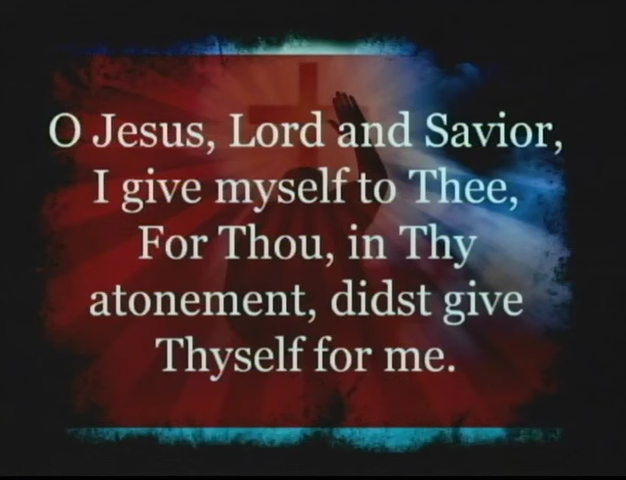 O Jesus, Lord and Savior,
I give myself to Thee,
For Thou, in Thy
atonement, didst give
Thyself for me.